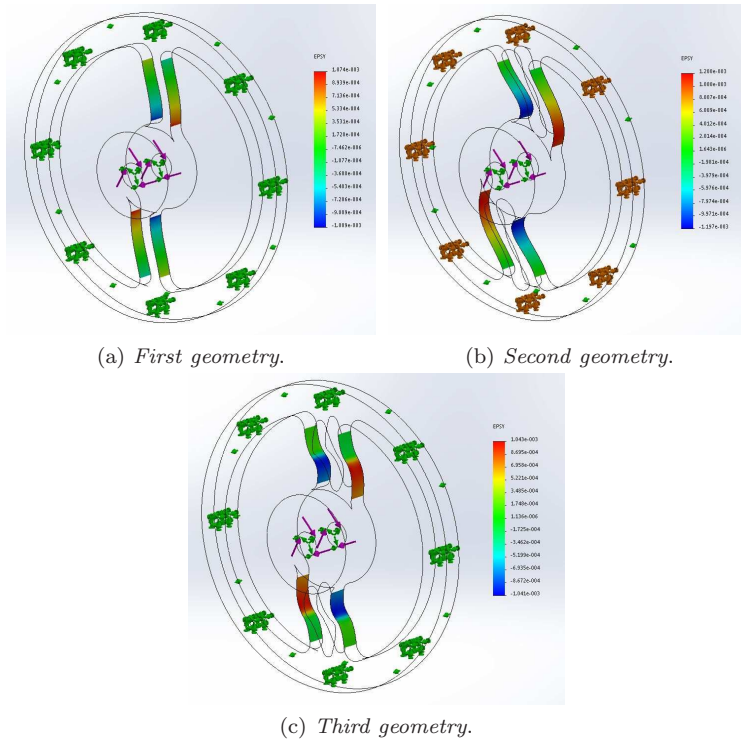 EPSY
1.074e-003
8.939e-004
7.136e-004
5.334e-004
3.531e-004
1.728e-004
-7.462e-006
-1.877e-004
-3.680e-004
-5.483e-004
-7.286e-004
-9.089e-004
-1.089e-003
(a) First geometry.
EPSY
1.200e-003
1.000e-003
8.007e-004
6.009e-004
4.012e-004
2.014e-004
1.643e-006
-1.981e-004
-3.979e-004
-5.976e-004
-7.974e-004
-9.971e-004
-1.197e-003
(b) Second geometry.
EPSY
1.043e-003
8.695e-004
6.958e-004
5.221e-004
3.485e-004
1.748e-004
1.136e-006
-1.725e-004
-3.462e-004
-5.199e-004
-6.935e-004
-8.672e-004
-1.041e-003
(c) Third geometry.